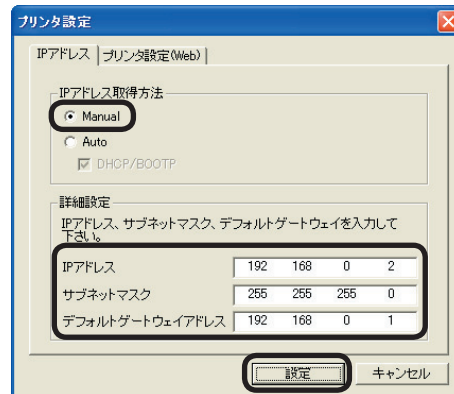 プリンタ設定
IPアドレス プリンタ設定(Web)
IPアドレス取得方法
Manual
Auto
DHCP/BOOTP
詳細設定
IPアドレス、サブネットマスク、デフォルトゲートウェイを入力して
下さい。
IPアドレス 192 168 0 2
サブネットマスク 255 255 255 0
デフォルトゲートウェイアドレス 192 168 0 1
設定 キャンセル